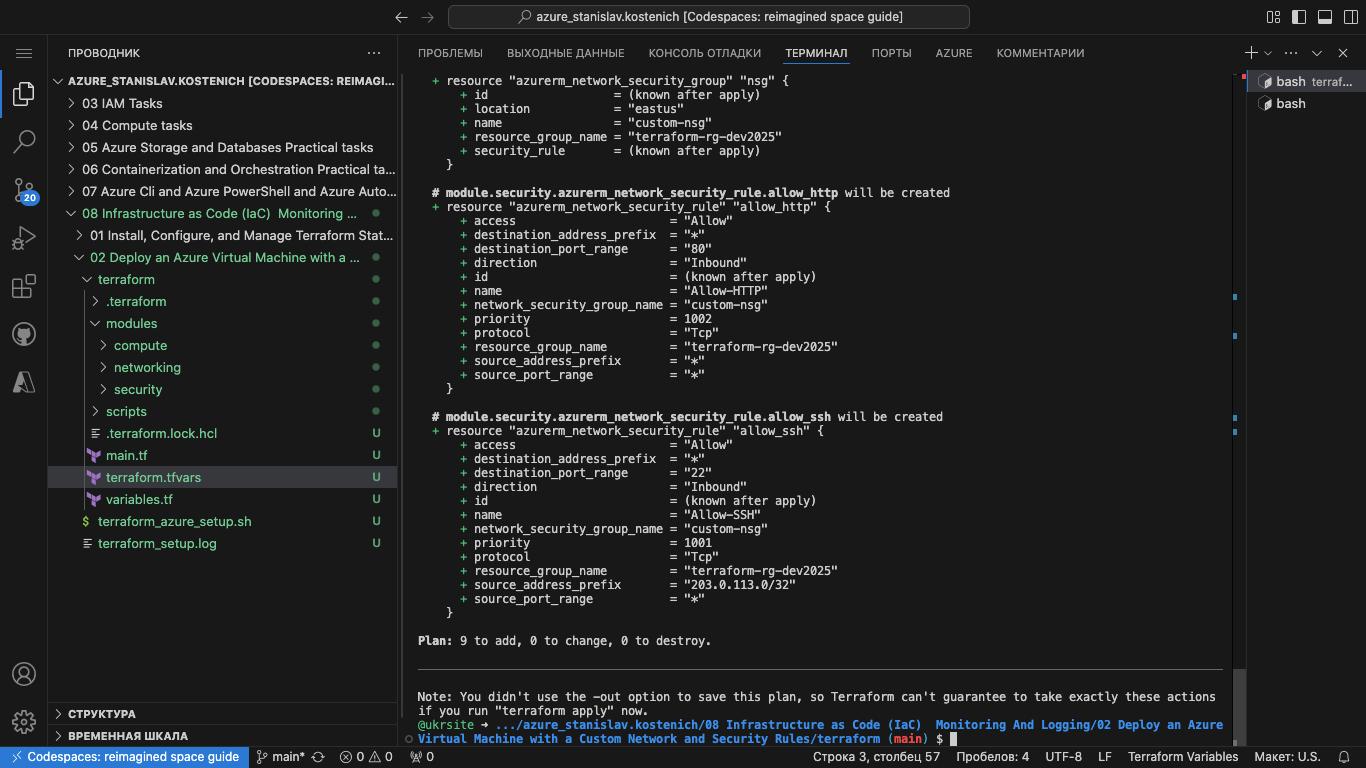 azure_stanislav.kostenich [Codespaces: reimagined space guide]
ПРОВОДНИК
AZURE_STANISLAV.KOSTENICH [CODESPACES: REIMAGI...
03 IAM Tasks
04 Compute tasks
05 Azure Storage and Databases Practical tasks
06 Containerization and Orchestration Practical ta...
07 Azure Cli and Azure PowerShell and Azure Auto...
08 Infrastructure as Code (IaC)  Monitoring ...
01 Install, Configure, and Manage Terraform Stat...
02 Deploy an Azure Virtual Machine with a ...
terraform
.terraform
modules
compute
networking
security
scripts
.terraform.lock.hcl U
main.tf U
terraform.tfvars U
variables.tf U
$ terraform_azure_setup.sh U
terraform_setup.log U
СТРУКТУРА
ВРЕМЕННАЯ ШКАЛА
20
ПРОБЛЕМЫ ВЫХОДНЫЕ ДАННЫЕ КОНСОЛЬ ОТЛАДКИ ТЕРМИНАЛ ПОРТЫ AZURE КОММЕНТАРИИ
+ resource "azurerm_network_security_group" "nsg" {
+ id                  = (known after apply)
+ location            = "eastus"
+ name                = "custom-nsg"
+ resource_group_name = "terraform-rg-dev2025"
+ security_rule       = (known after apply)
}
# module.security.azurerm_network_security_rule.allow_http will be created
+ resource "azurerm_network_security_rule" "allow_http" {
+ access                      = "Allow"
+ destination_address_prefix  = "*"
+ destination_port_range      = "80"
+ direction                   = "Inbound"
+ id                          = (known after apply)
+ name                        = "Allow-HTTP"
+ network_security_group_name = "custom-nsg"
+ priority                    = 1002
+ protocol                    = "Tcp"
+ resource_group_name         = "terraform-rg-dev2025"
+ source_address_prefix       = "*"
+ source_port_range           = "*"
}
# module.security.azurerm_network_security_rule.allow_ssh will be created
+ resource "azurerm_network_security_rule" "allow_ssh" {
+ access                      = "Allow"
+ destination_address_prefix  = "*"
+ destination_port_range      = "22"
+ direction                   = "Inbound"
+ id                          = (known after apply)
+ name                        = "Allow-SSH"
+ network_security_group_name = "custom-nsg"
+ priority                    = 1001
+ protocol                    = "Tcp"
+ resource_group_name         = "terraform-rg-dev2025"
+ source_address_prefix       = "203.0.113.0/32"
+ source_port_range           = "*"
}
Plan: 9 to add, 0 to change, 0 to destroy.
Note: You didn't use the -out option to save this plan, so Terraform can't guarantee to take exactly these actions
if you run "terraform apply" now.
@ukrsite ➜ .../azure_stanislav.kostenich/08 Infrastructure as Code (IaC)  Monitoring And Logging/02 Deploy an Azure
Virtual Machine with a Custom Network and Security Rules/terraform (main) $
bash terraf...
bash
Codespaces: reimagined space guide main* 0 0 0 Строка 3, столбец 57 Пробелов: 4 UTF-8 LF Terraform Variables Макет: U.S.